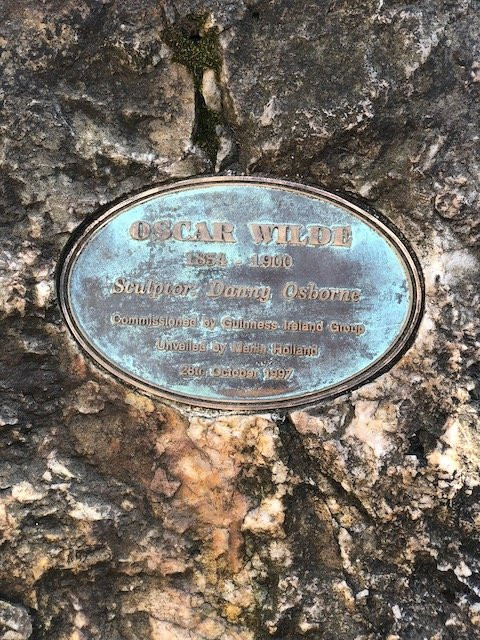 OSCAR WILDE
1854 - 1900
Sculptor: Danny Osborne
Commissioned by Guinness Ireland Group
Unveiled by Merlin Holland
28th October 1997